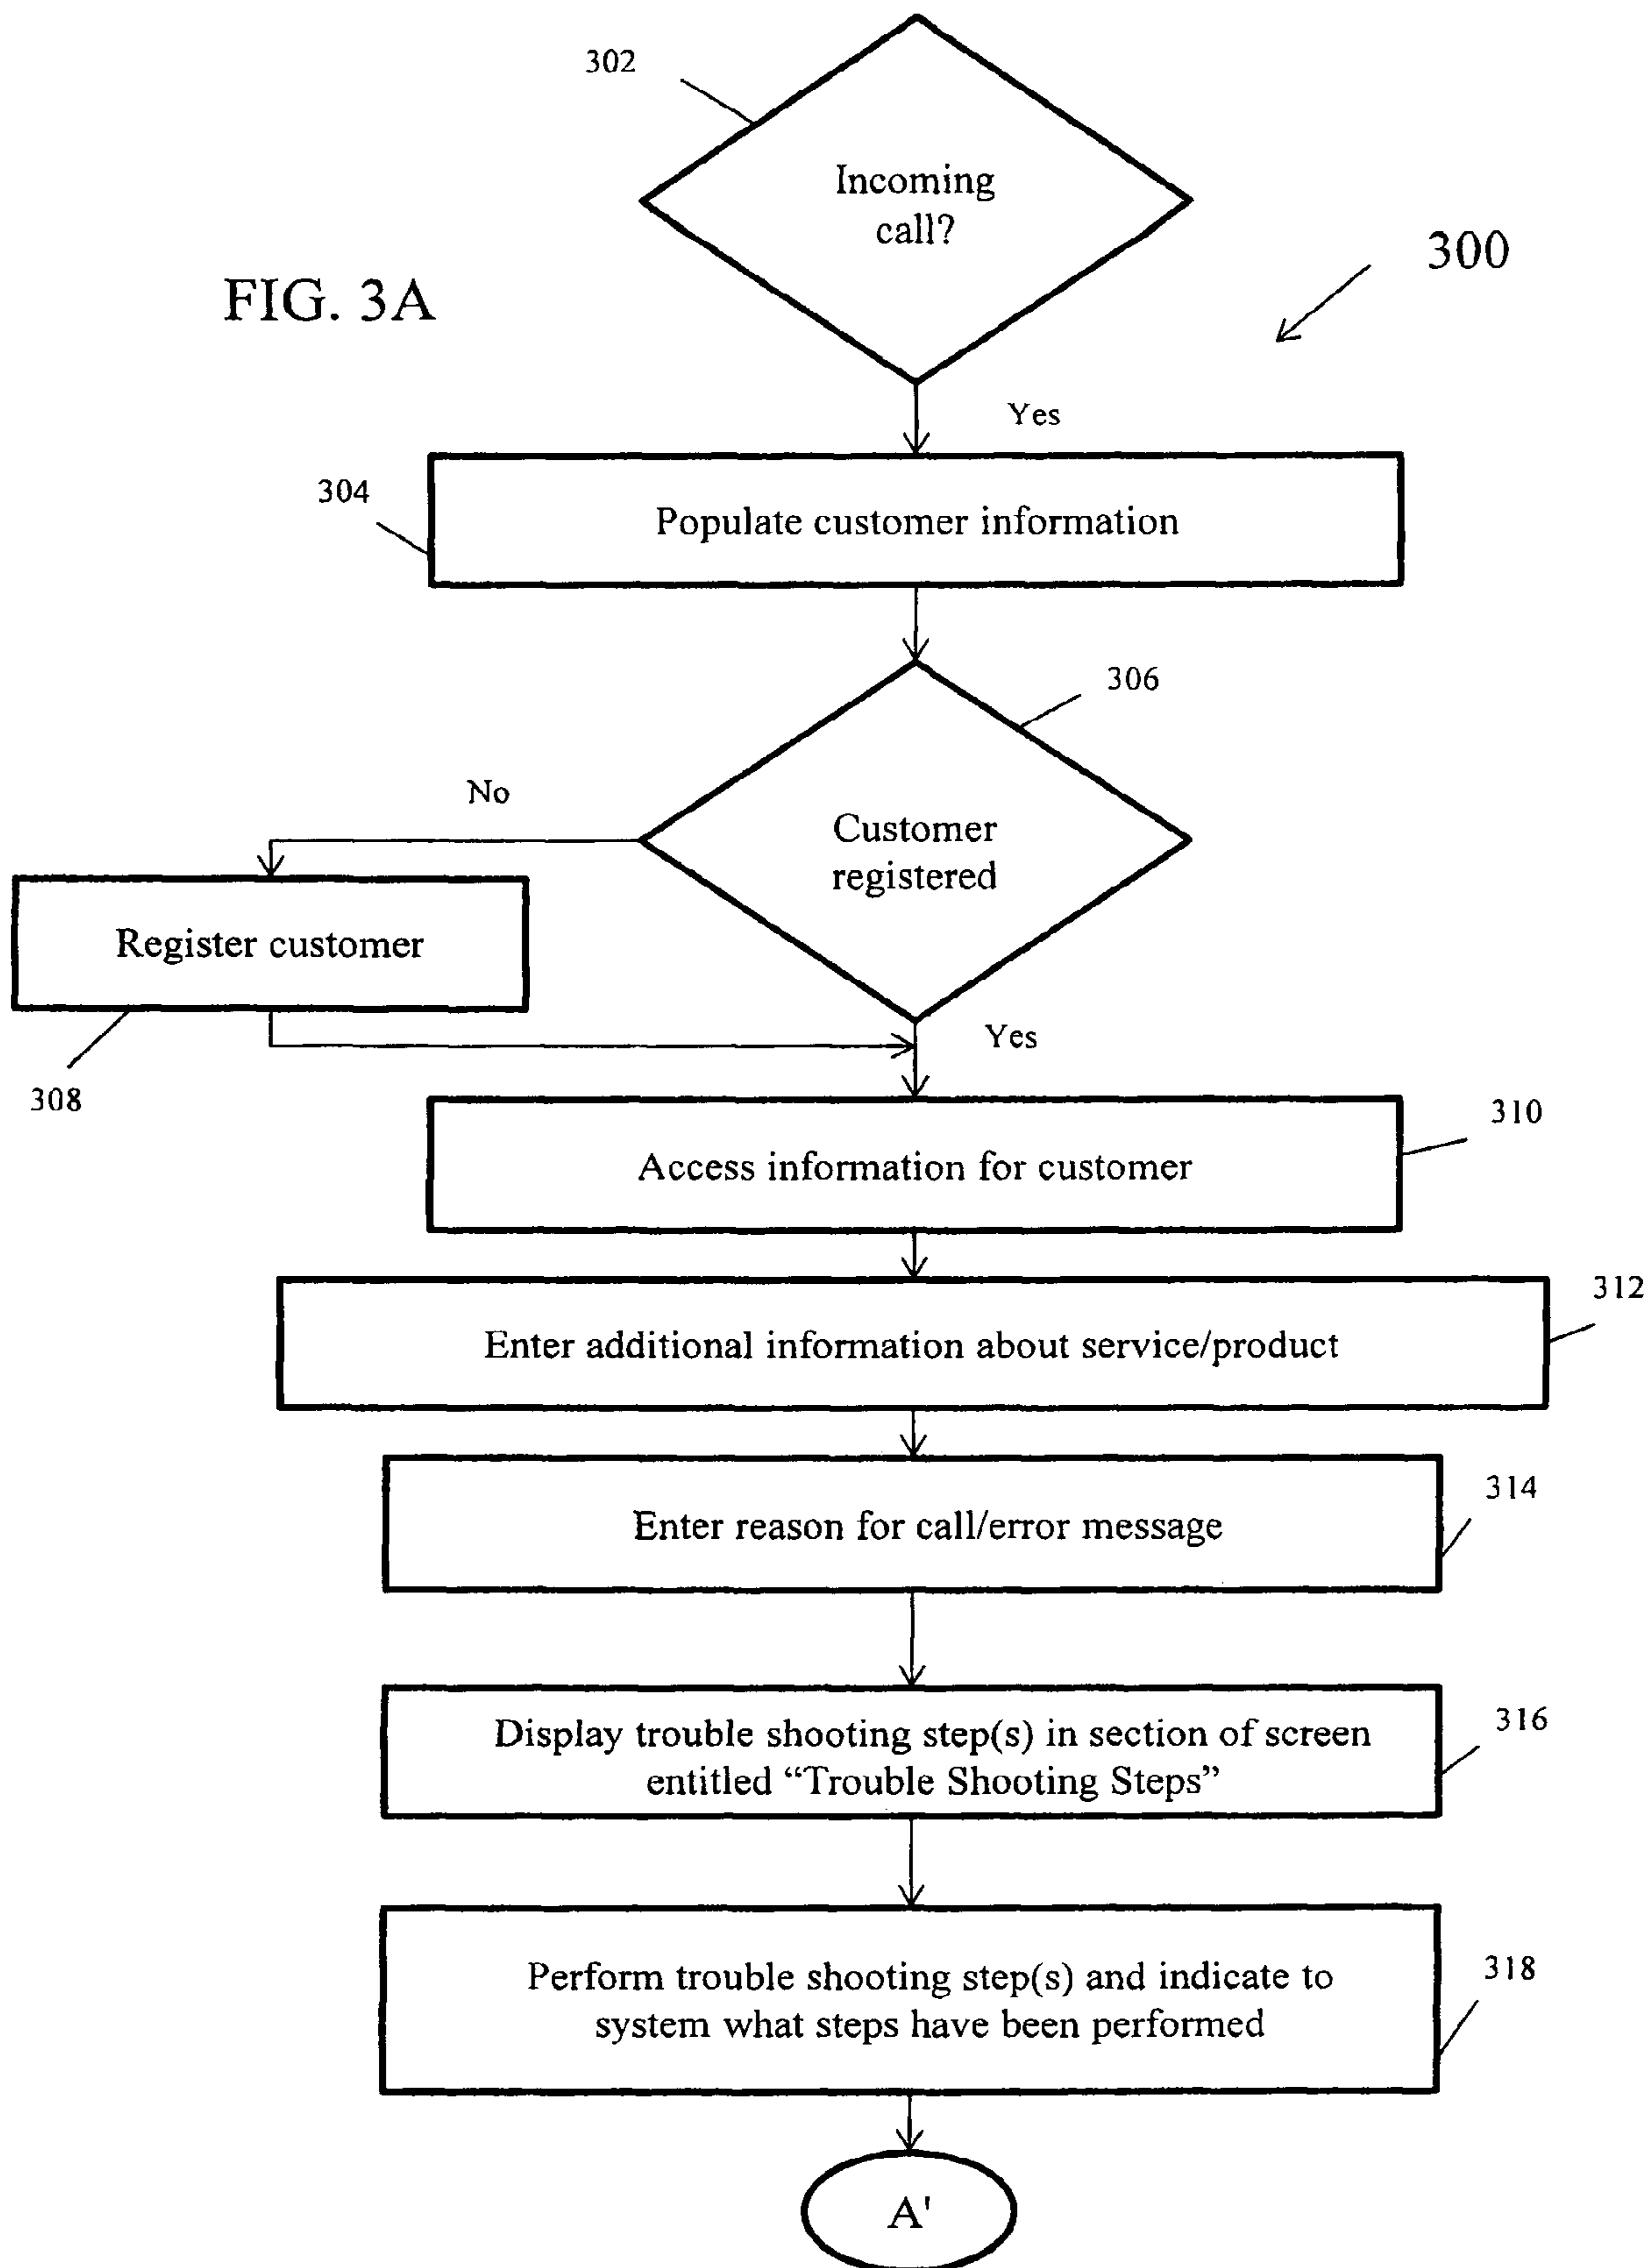 302
Incoming
call?
300
FIG. 3A
Yes
304
Populate customer information
306
No
Customer
registered
Register customer
Yes
308
310
Access information for customer
312
Enter additional information about service/product
314
Enter reason for call/error message
316
Display trouble shooting step(s) in section of screen
entitled “Trouble Shooting Steps”
318
Perform trouble shooting step(s) and indicate to
system what steps have been performed
A'